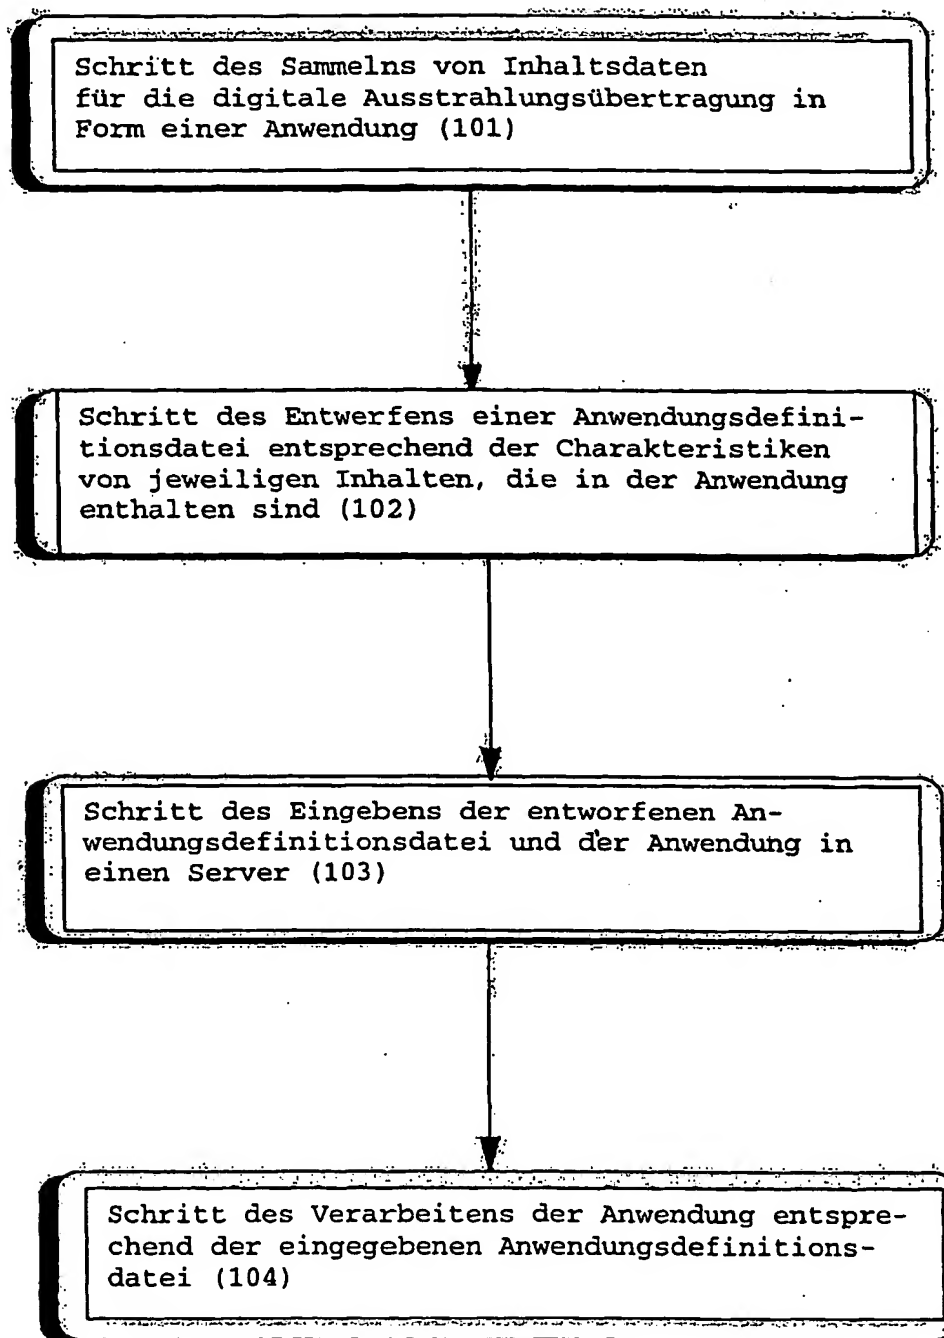 Schritt des Sammelns von Inhaltsdaten
für die digitale Ausstrahlungsübertragung in
Form einer Anwendung (101)
Schritt des Entwerfens einer Anwendungsdefini-
tionsdatei entsprechend der Charakteristiken
von jeweiligen Inhalten, die in der Anwendung
enthalten sind (102)
Schritt des Eingebens der entworfenen An-
wendungsdefinitionsdatei und der Anwendung in
einen Server (103)
Schritt des Verarbeitens der Anwendung entspre-
chend der eingegebenen Anwendungsdefinitions-
datei (104)